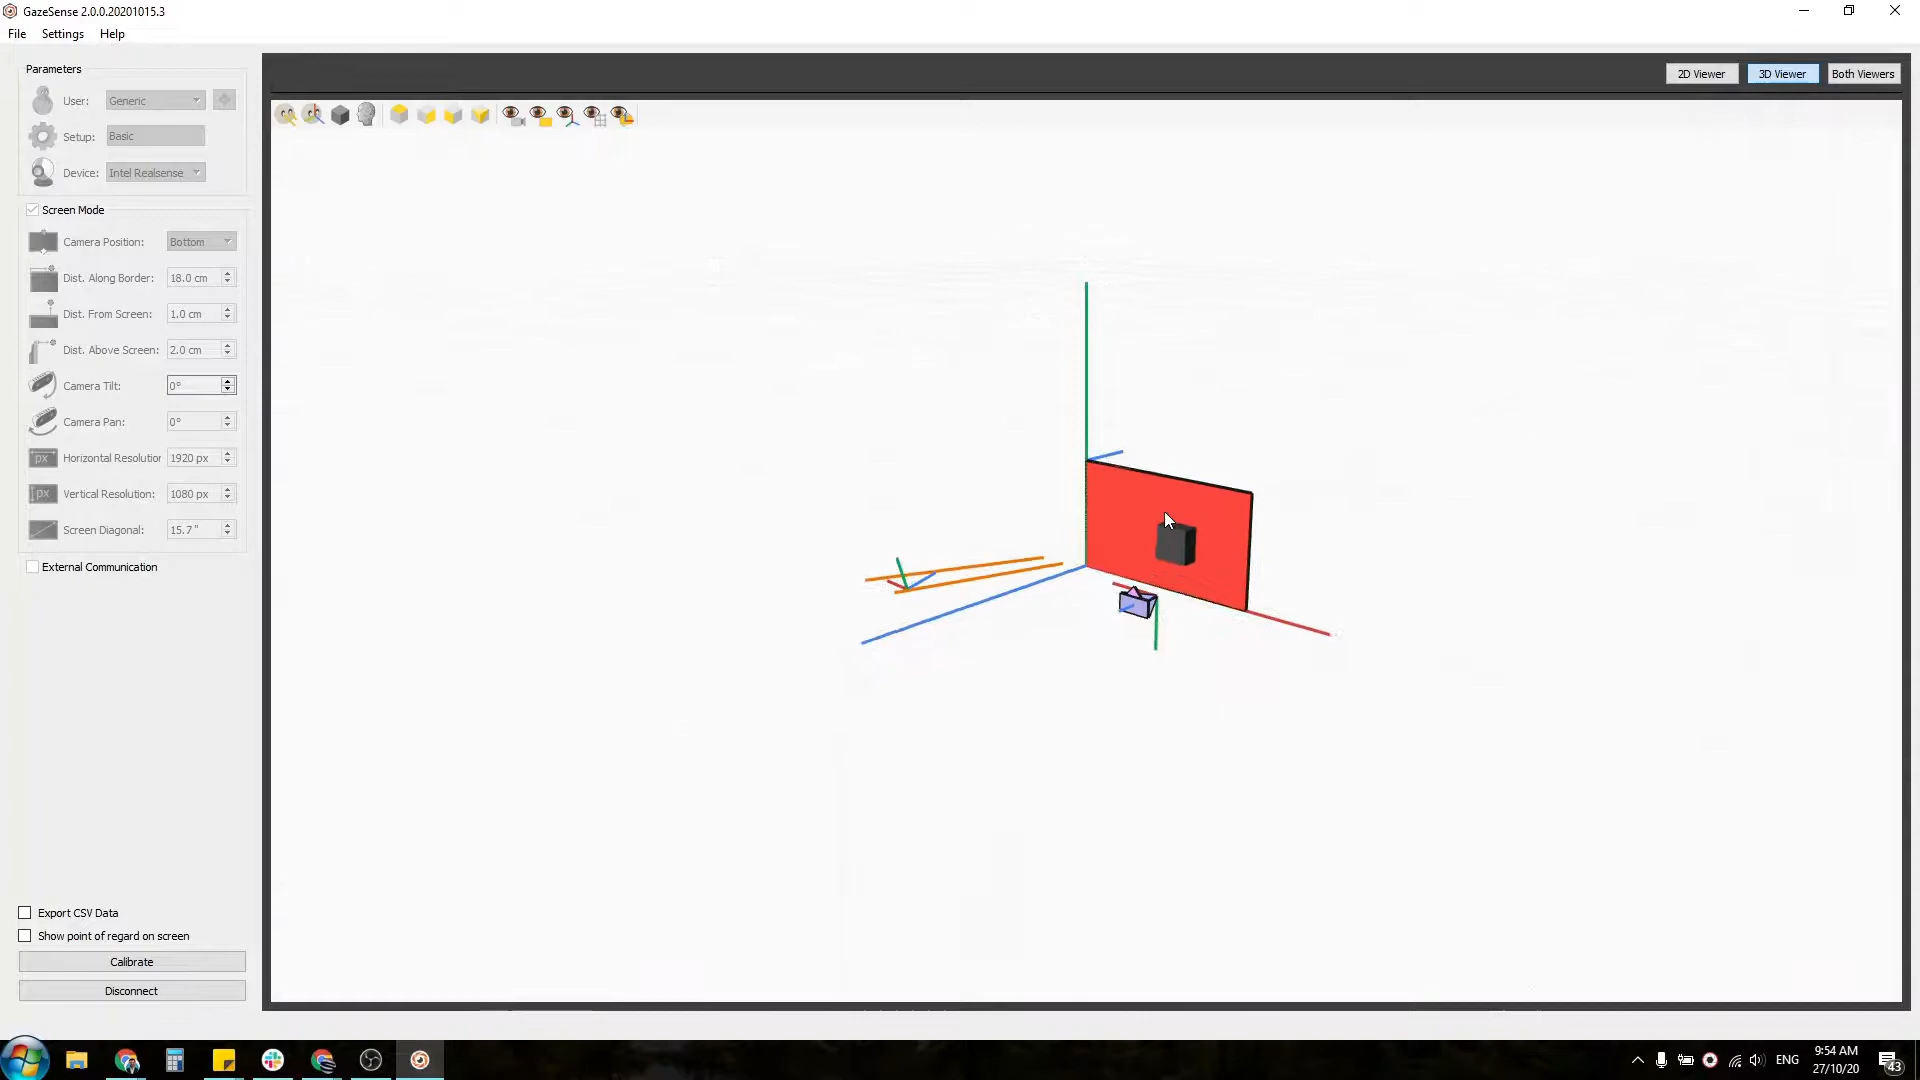 GazeSense 2.0.0.20201015.3
File Settings Help
Parameters
User: Generic
Setup: Basic
Device: Intel Realsense
Screen Mode
Camera Position: Bottom
Dist. Along Border: 18.0 cm
Dist. From Screen: 1.0 cm
Dist. Above Screen: 2.0 cm
Camera Tilt: 0°
Camera Pan: 0°
px Horizontal Resolutior 1920 px
px Vertical Resolution: 1080 px
Screen Diagonal: 15.7 "
External Communication
Export CSV Data
Show point of regard on screen
Calibrate
Disconnect
2D Viewer 3D Viewer Both Viewers
ENG
9:54 AM
27/10/20
43